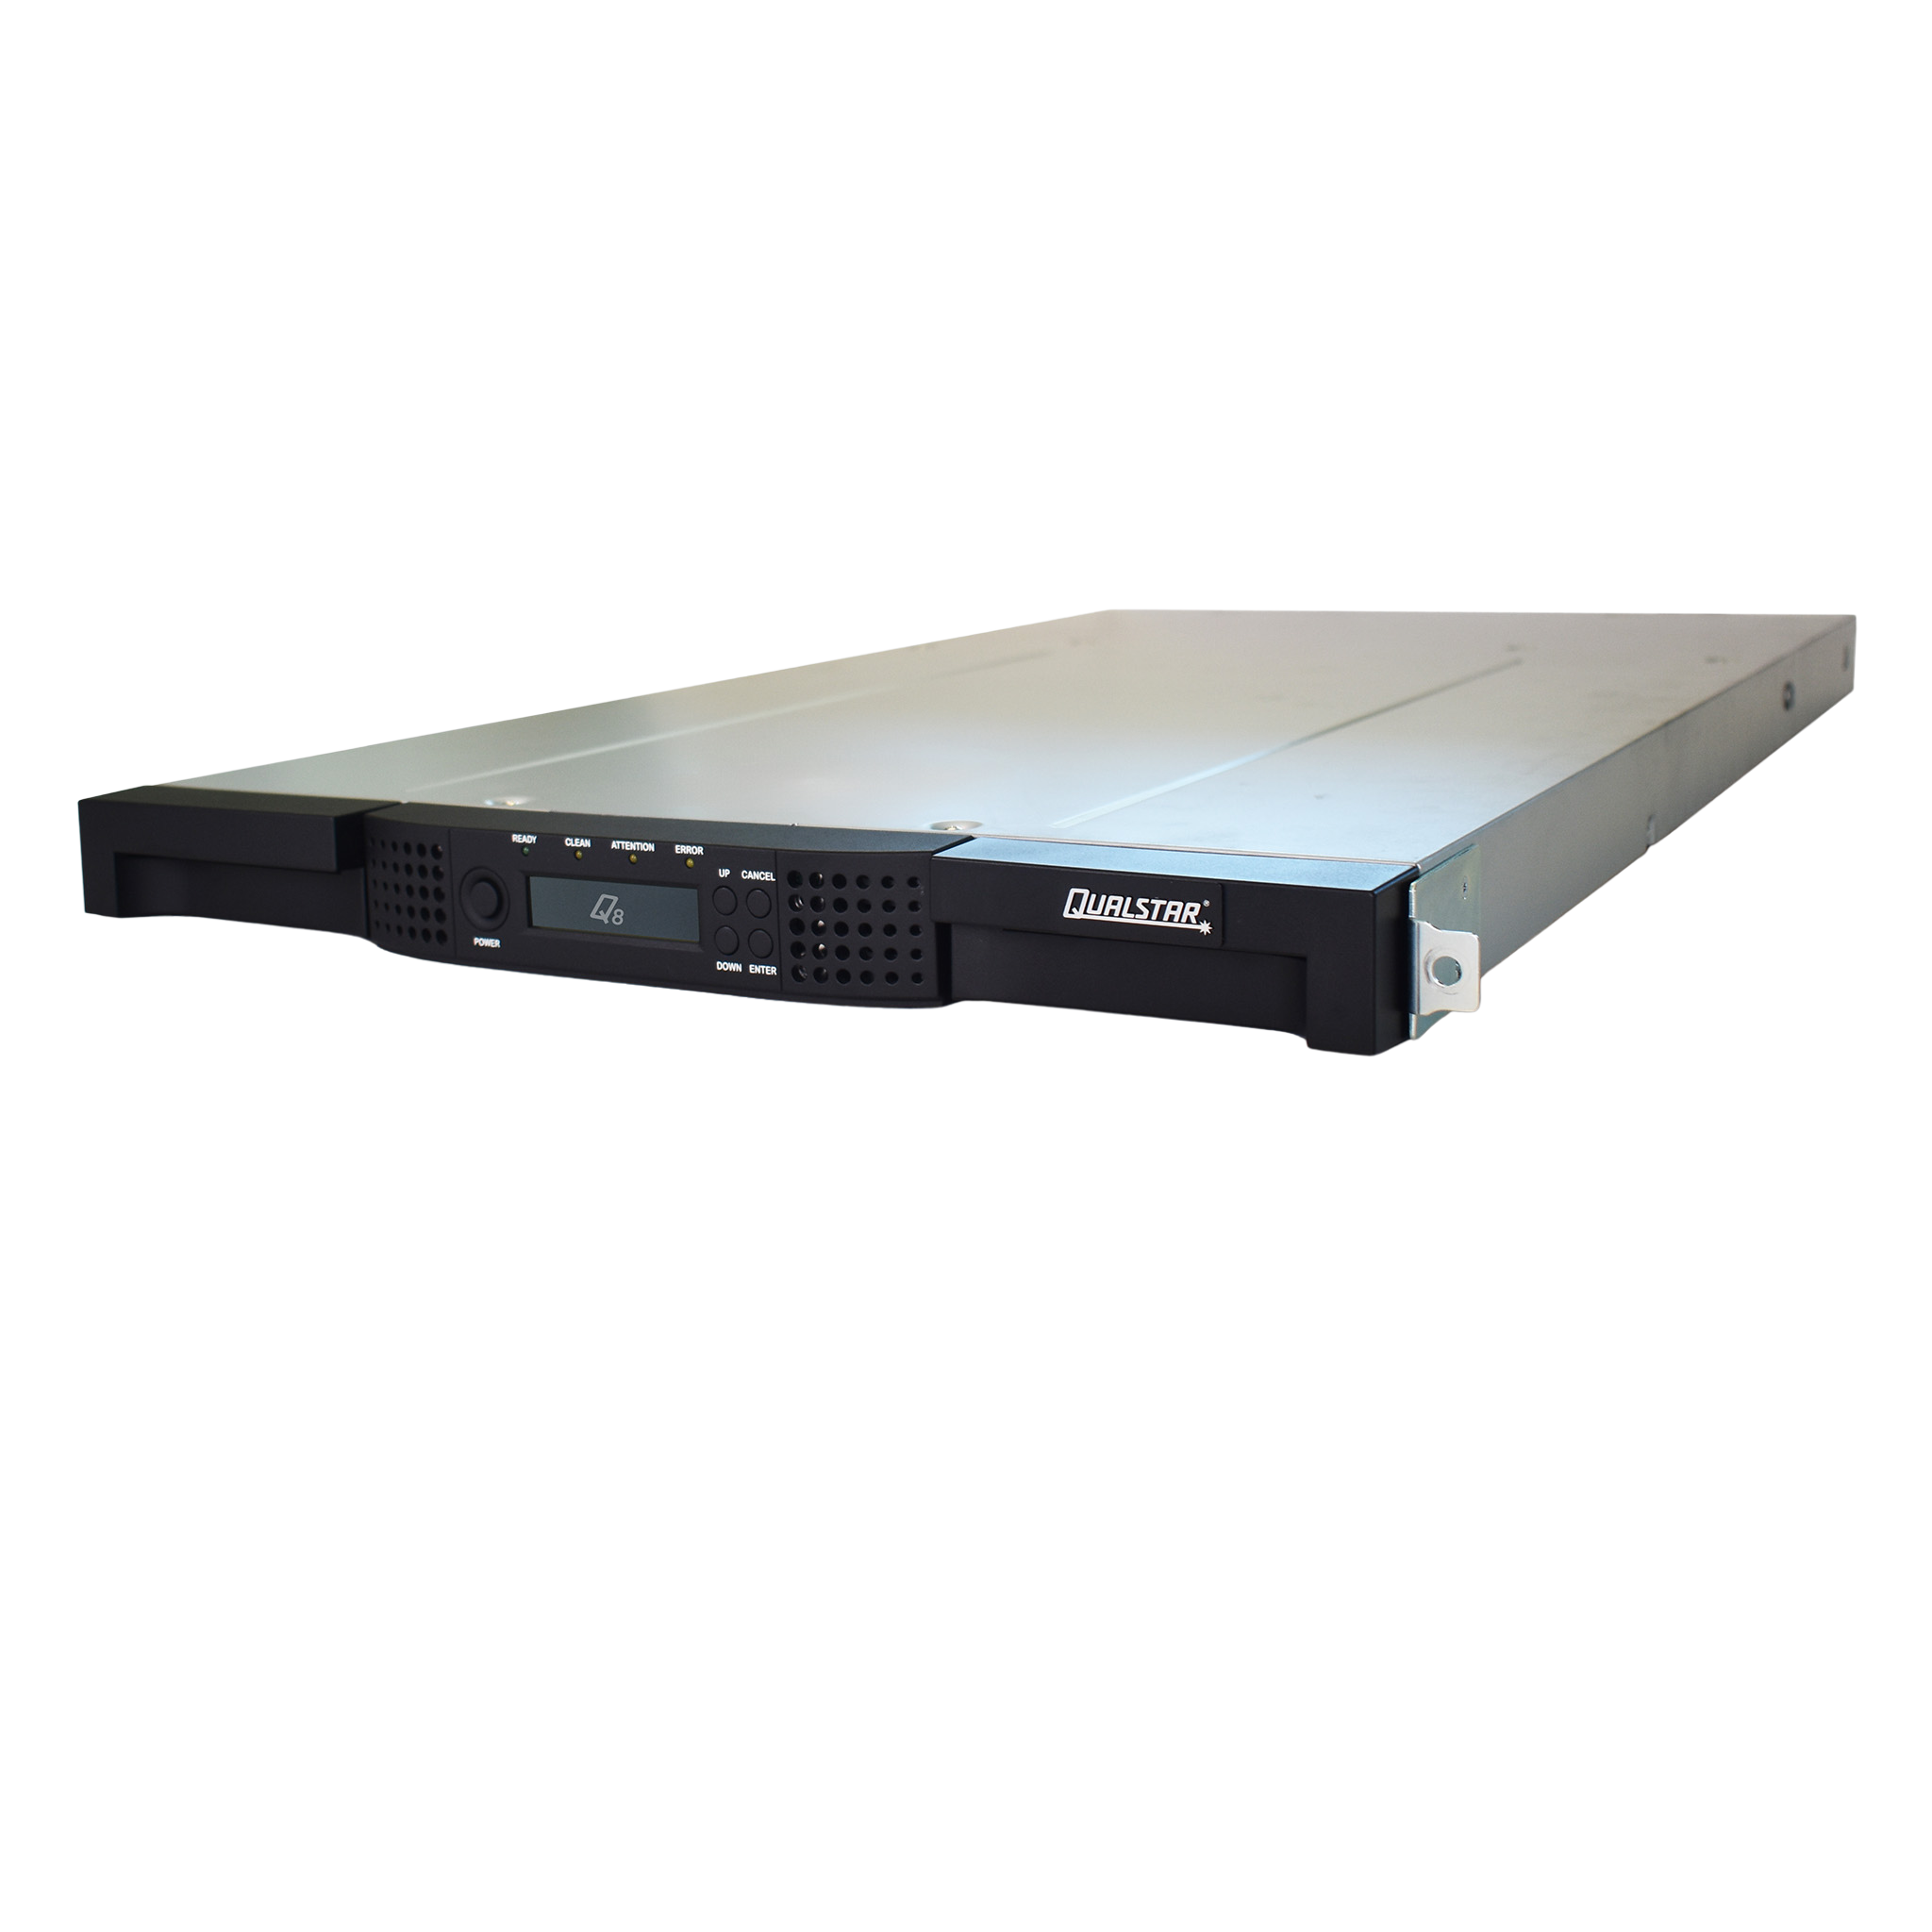 READY CLEAN ATTENTION ERROR
UP CANCEL
Q8
POWER
DOWN ENTER
QUALSTAR®